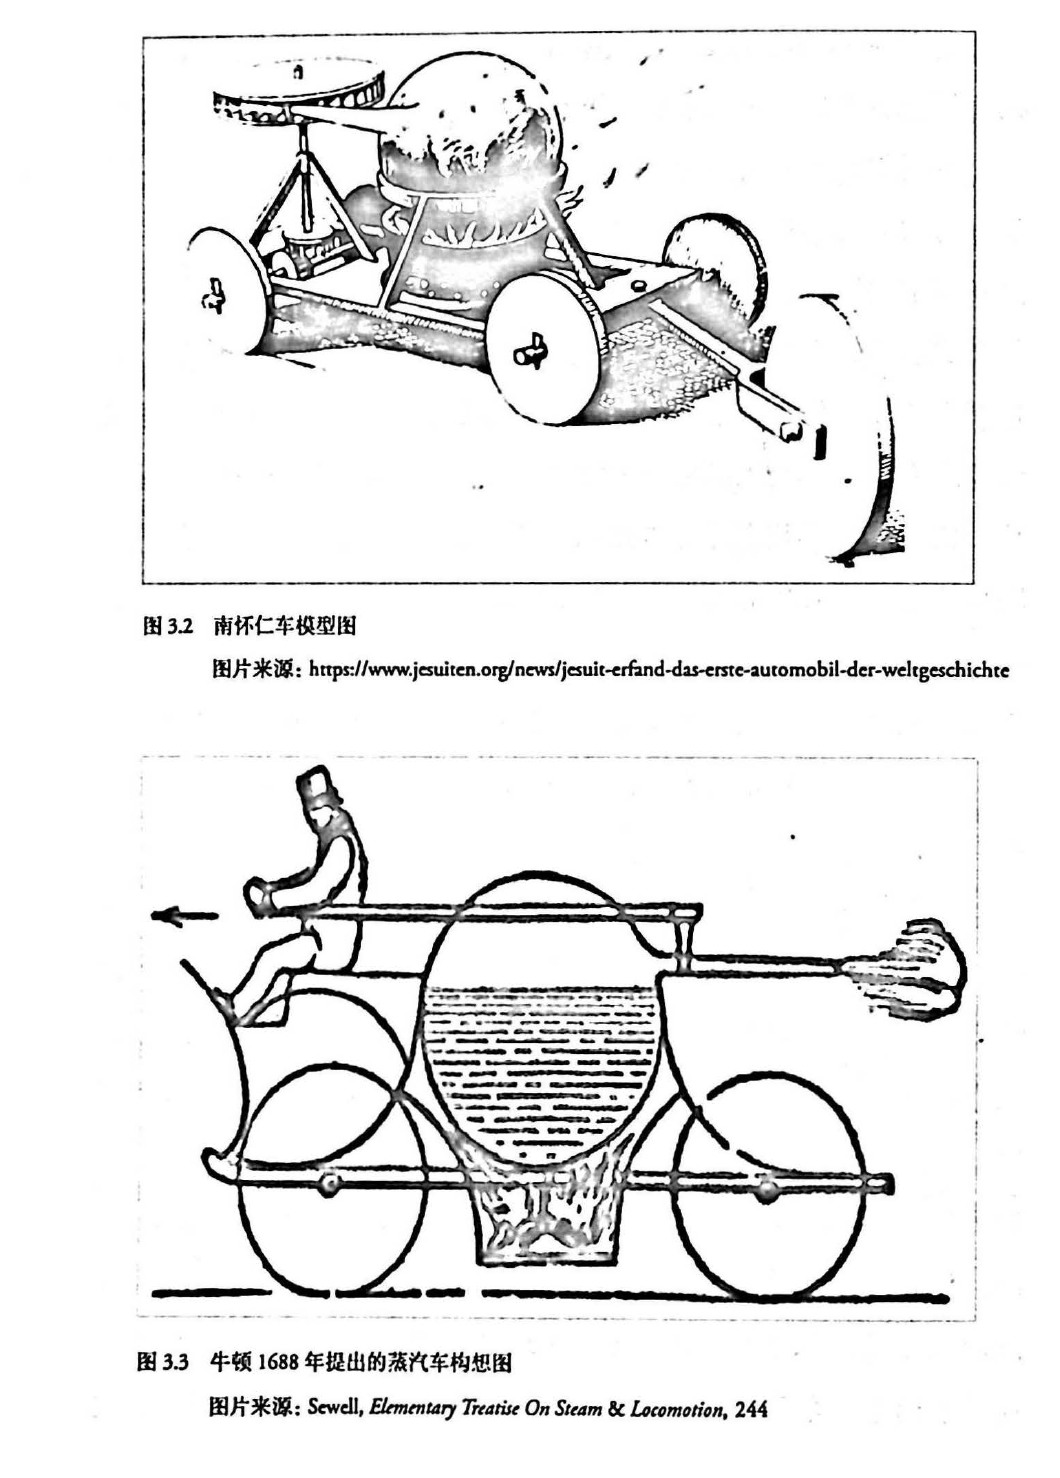 图 3.2 南怀仁车模型图
图片来源：https://www.jesuiten.org/news/jesuit-erfand-das-erste-automobil-der-weltgeschichte
图 3.3 牛顿 1688 年提出的蒸汽车构想图
图片来源：Sewell, Elementary Treatise On Steam & Locomotion, 244